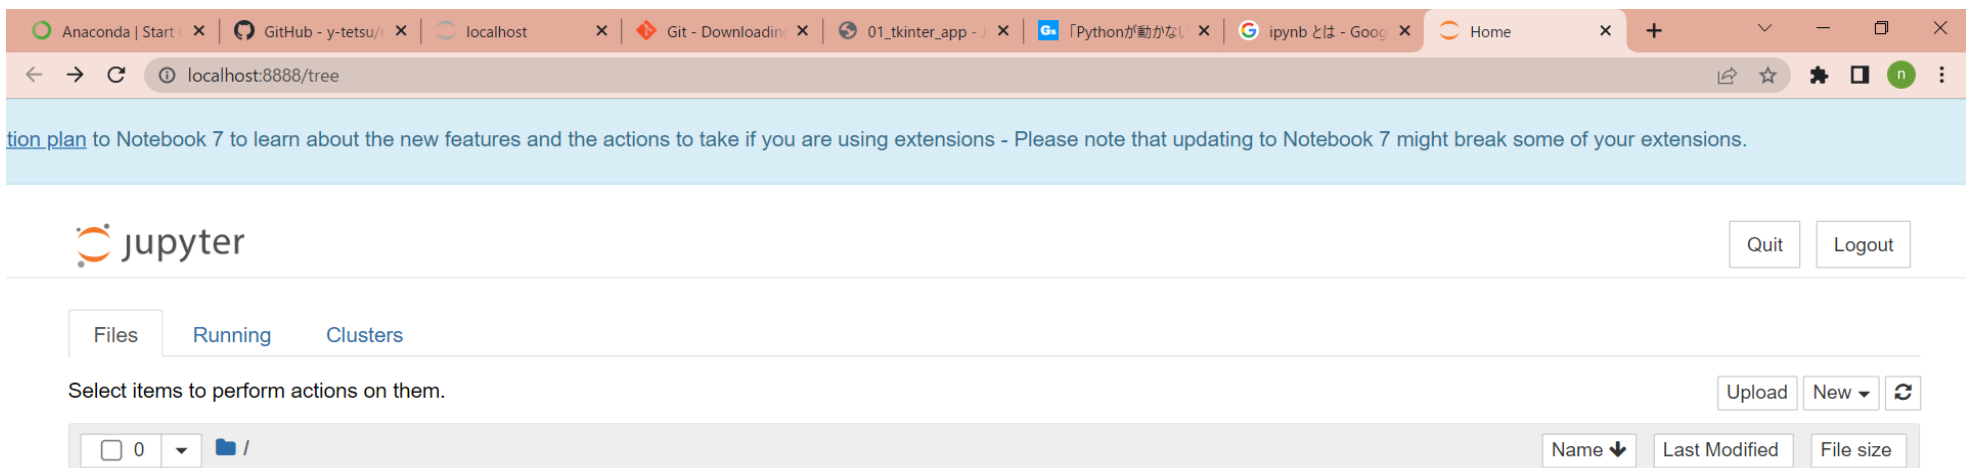 Anaconda | Start GitHub - y-tetsu/ localhost Git - Downloading 01_tkinter_app - 「Pythonが動かない ipynb とは - Goog Home
localhost:8888/tree n
tion plan to Notebook 7 to learn about the new features and the actions to take if you are using extensions - Please note that updating to Notebook 7 might break some of your extensions.
jupyter Quit Logout
Files Running Clusters
Select items to perform actions on them. Upload New
0 / Name Last Modified File size